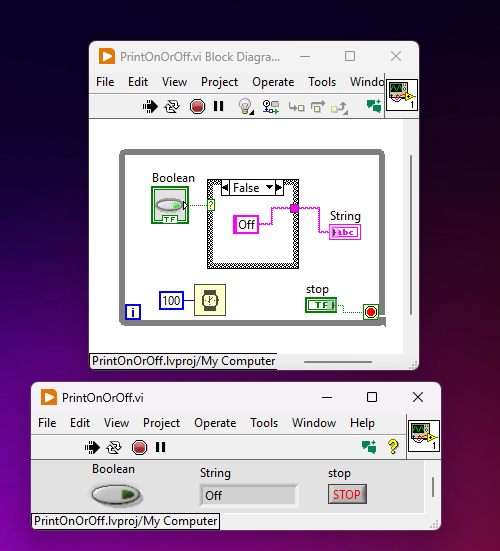 PrintOnOrOff.vi Block Diagra...
File Edit View Project Operate Tools Windo
1
Boolean
TF
?
False
Off
String
abc
100
stop
TF
i
PrintOnOrOff.lvproj/My Computer
PrintOnOrOff.vi
File Edit View Project Operate Tools Window Help
?
1
Boolean
String
stop
Off
STOP
PrintOnOrOff.lvproj/My Computer